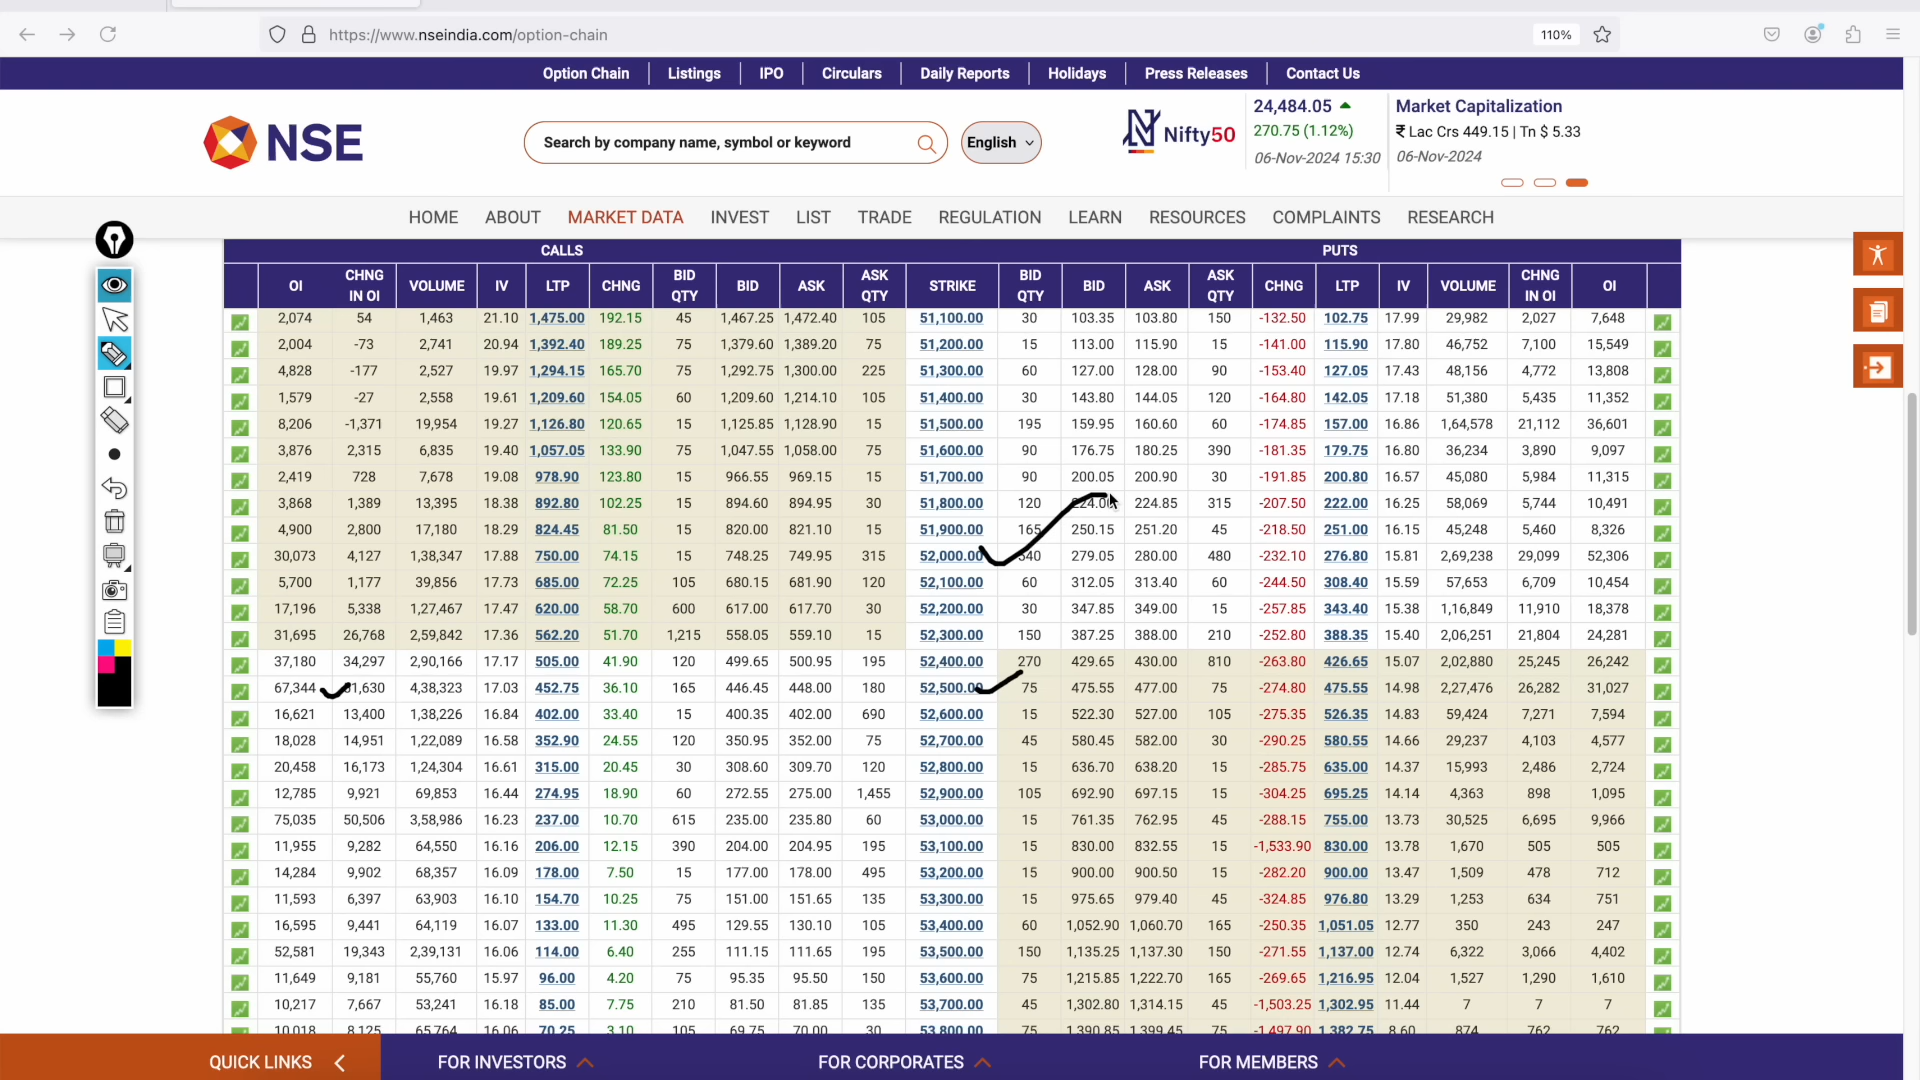 110%
https://www.nseindia.com/option-chain
Option Chain Listings IPO Circulars Daily Reports Holidays Press Releases Contact Us
NSE
Search by company name, symbol or keyword
English
Nifty50
24,484.05
270.75 (1.12%)
06-Nov-2024 15:30
Market Capitalization
₹ Lac Crs 449.15 | Tn $ 5.33
06-Nov-2024
HOME ABOUT MARKET DATA INVEST LIST TRADE REGULATION LEARN RESOURCES COMPLAINTS RESEARCH
CALLS PUTS
OI CHNG IN OI VOLUME IV LTP CHNG BID QTY BID ASK ASK QTY STRIKE BID QTY BID ASK ASK QTY CHNG LTP IV VOLUME CHNG IN OI OI
2,074 54 1,463 21.10 1,475.00 192.15 45 1,467.25 1,472.40 105 51,100.00 30 103.35 103.80 150 -132.50 102.75 17.99 29,982 2,027 7,648
2,004 -73 2,741 20.94 1,392.40 189.25 75 1,379.60 1,389.20 75 51,200.00 15 113.00 115.90 15 -141.00 115.90 17.80 46,752 7,100 15,549
4,828 -177 2,527 19.97 1,294.15 165.70 75 1,292.75 1,300.00 225 51,300.00 60 127.00 128.00 90 -153.40 127.05 17.43 48,156 4,772 13,808
1,579 -27 2,558 19.61 1,209.60 154.05 60 1,209.60 1,214.10 105 51,400.00 30 143.80 144.05 120 -164.80 142.05 17.18 51,380 5,435 11,352
8,206 -1,371 19,954 19.27 1,126.80 120.65 15 1,125.85 1,128.90 15 51,500.00 195 159.95 160.60 60 -174.85 157.00 16.86 1,64,578 21,112 36,601
3,876 2,315 6,835 19.40 1,057.05 133.90 75 1,047.55 1,058.00 75 51,600.00 90 176.75 180.25 390 -181.35 179.75 16.80 36,234 3,890 9,097
2,419 728 7,678 19.08 978.90 123.80 15 966.55 969.15 15 51,700.00 90 200.05 200.90 30 -191.85 200.80 16.57 45,080 5,984 11,315
3,868 1,389 13,395 18.38 892.80 102.25 15 894.60 894.95 30 51,800.00 120 224.85 315 -207.50 222.00 16.25 58,069 5,744 10,491
4,900 2,800 17,180 18.29 824.45 81.50 15 820.00 821.10 15 51,900.00 165 250.15 251.20 45 -218.50 251.00 16.15 45,248 5,460 8,326
30,073 4,127 1,38,347 17.88 750.00 74.15 15 748.25 749.95 315 52,000.00 279.05 280.00 480 -232.10 276.80 15.81 2,69,238 29,099 52,306
5,700 1,177 39,856 17.73 685.00 72.25 105 680.15 681.90 120 52,100.00 60 312.05 313.40 60 -244.50 308.40 15.59 57,653 6,709 10,454
17,196 5,338 1,27,467 17.47 620.00 58.70 600 617.00 617.70 30 52,200.00 30 347.85 349.00 15 -257.85 343.40 15.38 1,16,849 11,910 18,378
31,695 26,768 2,59,842 17.36 562.20 51.70 1,215 558.05 559.10 15 52,300.00 150 387.25 388.00 210 -252.80 388.35 15.40 2,06,251 21,804 24,281
37,180 34,297 2,90,166 17.17 505.00 41.90 120 499.65 500.95 195 52,400.00 270 429.65 430.00 810 -263.80 426.65 15.07 2,02,880 25,245 26,242
67,344 4,38,323 17.03 452.75 36.10 165 446.45 448.00 180 52,500.00 75 475.55 477.00 75 -274.80 475.55 14.98 2,27,476 26,282 31,027
16,621 13,400 1,38,226 16.84 402.00 33.40 15 400.35 402.00 690 52,600.00 15 522.30 527.00 105 -275.35 526.35 14.83 59,424 7,271 7,594
18,028 14,951 1,22,089 16.58 352.90 24.55 120 350.95 352.00 75 52,700.00 45 580.45 582.00 30 -290.25 580.55 14.66 29,237 4,103 4,577
20,458 16,173 1,24,304 16.61 315.00 20.45 30 308.60 309.70 120 52,800.00 15 636.70 638.20 15 -285.75 635.00 14.37 15,993 2,486 2,724
12,785 9,921 69,853 16.44 274.95 18.90 60 272.55 275.00 1,455 52,900.00 105 692.90 697.15 15 -304.25 695.25 14.14 4,363 898 1,095
75,035 50,506 3,58,986 16.23 237.00 10.70 615 235.00 235.80 60 53,000.00 15 761.35 762.95 45 -288.15 755.00 13.73 30,525 6,695 9,966
11,955 9,282 64,550 16.16 206.00 12.15 390 204.00 204.95 195 53,100.00 15 830.00 832.55 15 -1,533.90 830.00 13.78 1,670 505 505
14,284 9,902 68,357 16.09 178.00 7.50 15 177.00 178.00 495 53,200.00 15 900.00 900.50 15 -282.20 900.00 13.47 1,509 478 712
11,593 6,397 63,903 16.10 154.70 10.25 75 151.00 151.65 135 53,300.00 15 975.65 979.40 45 -324.85 976.80 13.29 1,253 634 751
16,595 9,441 64,119 16.07 133.00 11.30 495 129.55 130.10 105 53,400.00 60 1,052.90 1,060.70 165 -250.35 1,051.05 12.77 350 243 247
52,581 19,343 2,39,131 16.06 114.00 6.40 255 111.15 111.65 195 53,500.00 150 1,135.25 1,137.30 150 -271.55 1,137.00 12.74 6,322 3,066 4,402
11,649 9,181 55,760 15.97 96.00 4.20 75 95.35 95.50 150 53,600.00 75 1,215.85 1,222.70 165 -269.65 1,216.95 12.04 1,527 1,290 1,610
10,217 7,667 53,241 16.18 85.00 7.75 210 81.50 81.85 135 53,700.00 45 1,302.80 1,314.15 45 -1,503.25 1,302.95 11.44 7 7 7
10,018 8,125 65,764 16.06 70.25 3.10 105 69.75 70.00 30 53,800.00 75 1,390.85 1,399.45 75 -1,497.90 1,382.75 8.60 874 762 762
QUICK LINKS FOR INVESTORS FOR CORPORATES FOR MEMBERS